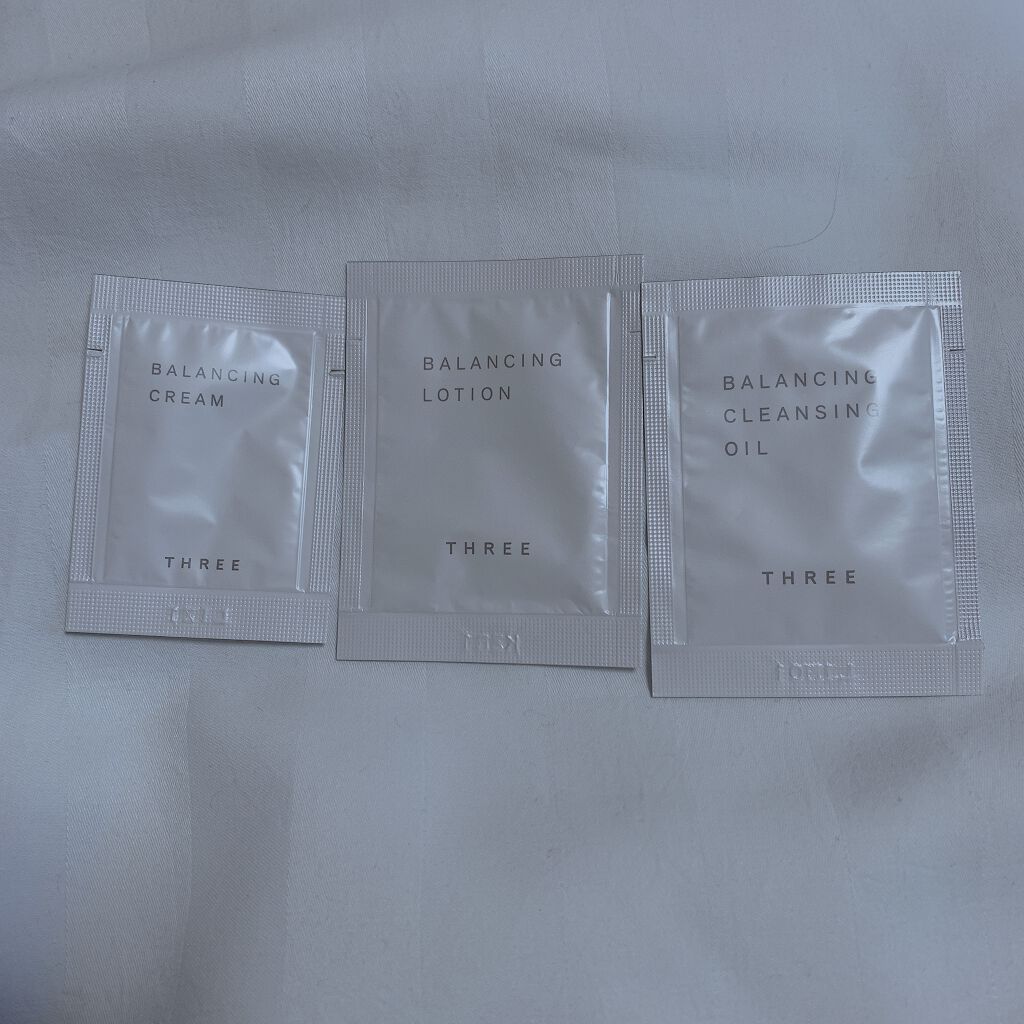 BALANCING
CREAM
THREE
BALANCING
LOTION
THREE
BALANCING
CLEANSING
OIL
THREE